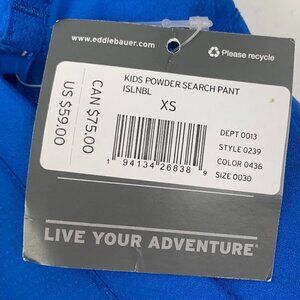 www.eddiebauer.com
Please recycle
US $59.00
CAN $75.00
KIDS POWDER SEARCH PANT
ISLNBL
XS
DEPT 0013
STYLE 0239
COLOR 0436
SIZE 0030
1 94134 26838 9
LIVE YOUR ADVENTURE®